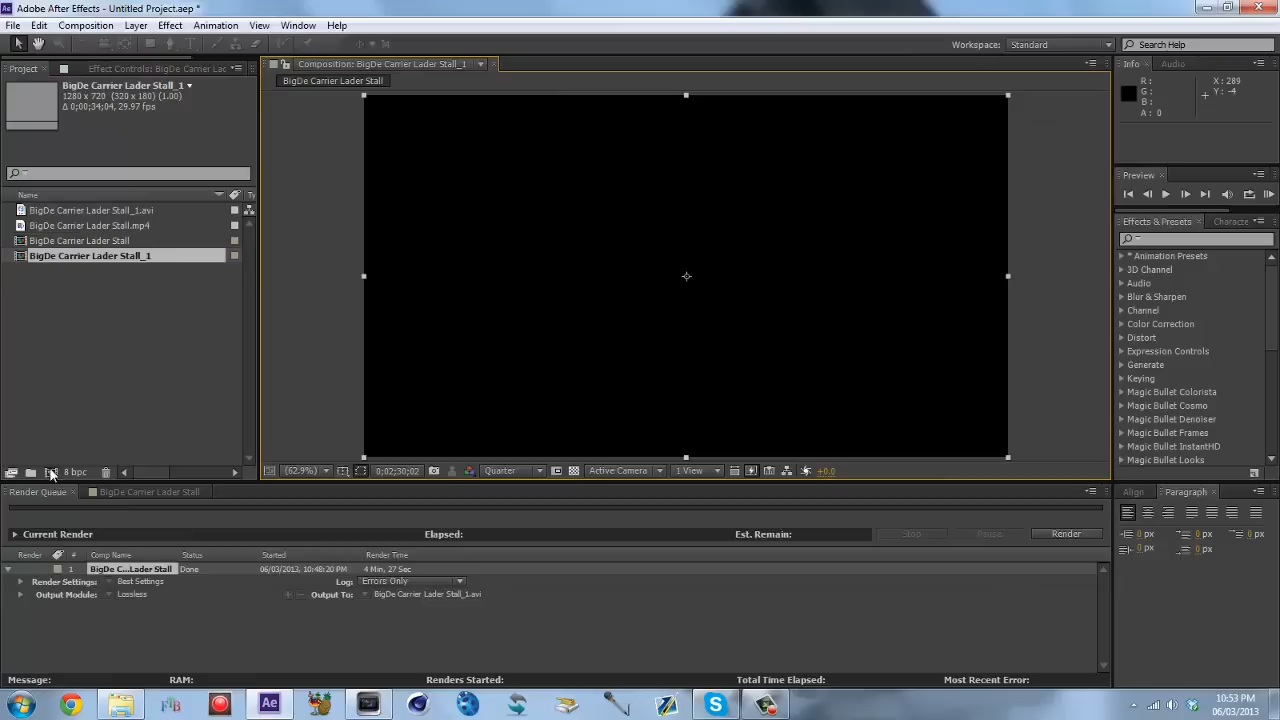 Adobe After Effects - Untitled Project.aep *
File Edit Composition Layer Effect Animation View Window Help
Workspace: Standard Search Help
Project Effect Controls: BigDe Carrier Lac
Composition: BigDe Carrier Lader Stall_1
Info Audio
BigDe Carrier Lader Stall
BigDe Carrier Lader Stall_1
1280 x 720 (320 x 180) (1.00)
Δ 0;00;34;04, 29.97 fps
R :
G :
B :
A : 0
X : 289
Y : -4
Preview
Name Ty
BigDe Carrier Lader Stall_1.avi
BigDe Carrier Lader Stall.mp4
BigDe Carrier Lader Stall
BigDe Carrier Lader Stall_1
Effects & Presets Characte
* Animation Presets
3D Channel
Audio
Blur & Sharpen
Channel
Color Correction
Distort
Expression Controls
Generate
Keying
Magic Bullet Colorista
Magic Bullet Cosmo
Magic Bullet Denoiser
Magic Bullet Frames
Magic Bullet InstantHD
Magic Bullet Looks
8 bpc
(62.9%) 0;02;30;02 Quarter Active Camera 1 View +0.0
Render Queue BigDe Carrier Lader Stall
Align Paragraph
0 px 0 px 0 px
0 px 0 px
Current Render Elapsed: Est. Remain: Stop Pause Render
Render # Comp Name Status Started Render Time
1 BigDe C...Lader Stall Done 06/03/2013, 10:48:20 PM 4 Min, 27 Sec
Render Settings: Best Settings Log: Errors Only
Output Module: Lossless Output To: BigDe Carrier Lader Stall_1.avi
Message: RAM: Renders Started: Total Time Elapsed: Most Recent Error:
10:53 PM
06/03/2013